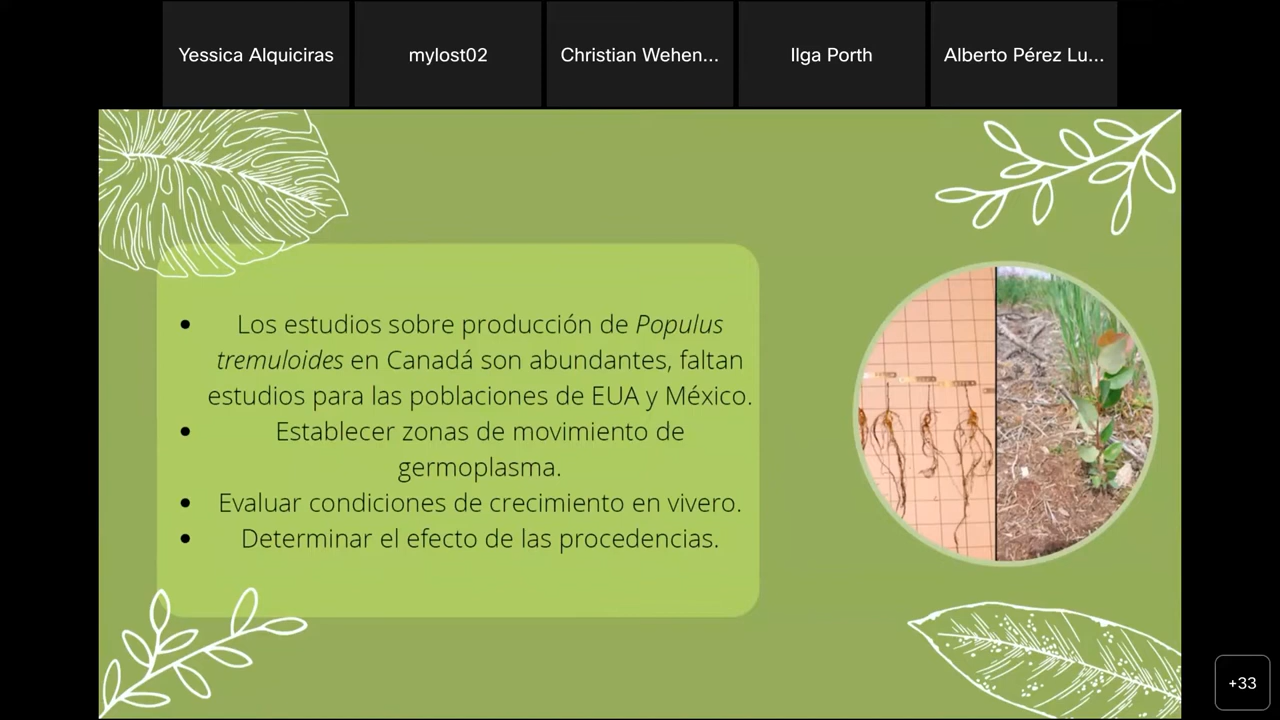 Yessica Alquiciras
mylost02
Christian Wehen...
Ilga Porth
Alberto Pérez Lu...
• Los estudios sobre producción de Populus
tremuloides en Canadá son abundantes, faltan
estudios para las poblaciones de EUA y México.
• Establecer zonas de movimiento de
germoplasma.
• Evaluar condiciones de crecimiento en vivero.
• Determinar el efecto de las procedencias.
+33